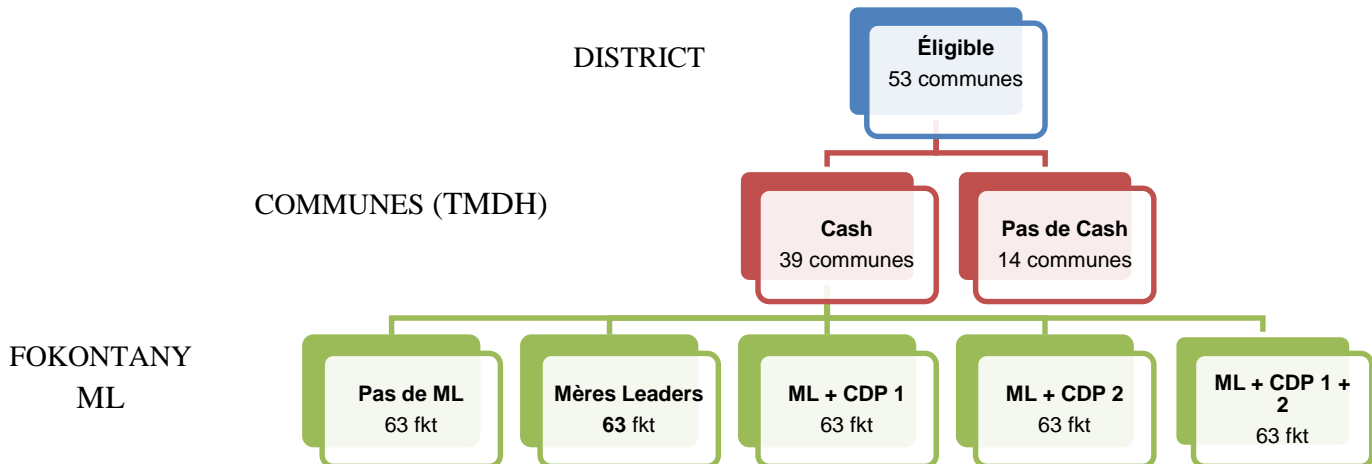 DISTRICT
Éligible
53 communes
COMMUNES (TMDH)
Cash
39 communes
Pas de Cash
14 communes
FOKONTANY
ML
Pas de ML
63 fkt
Mères Leaders
63 fkt
ML + CDP 1
63 fkt
ML + CDP 2
63 fkt
ML + CDP 1 +
2
63 fkt